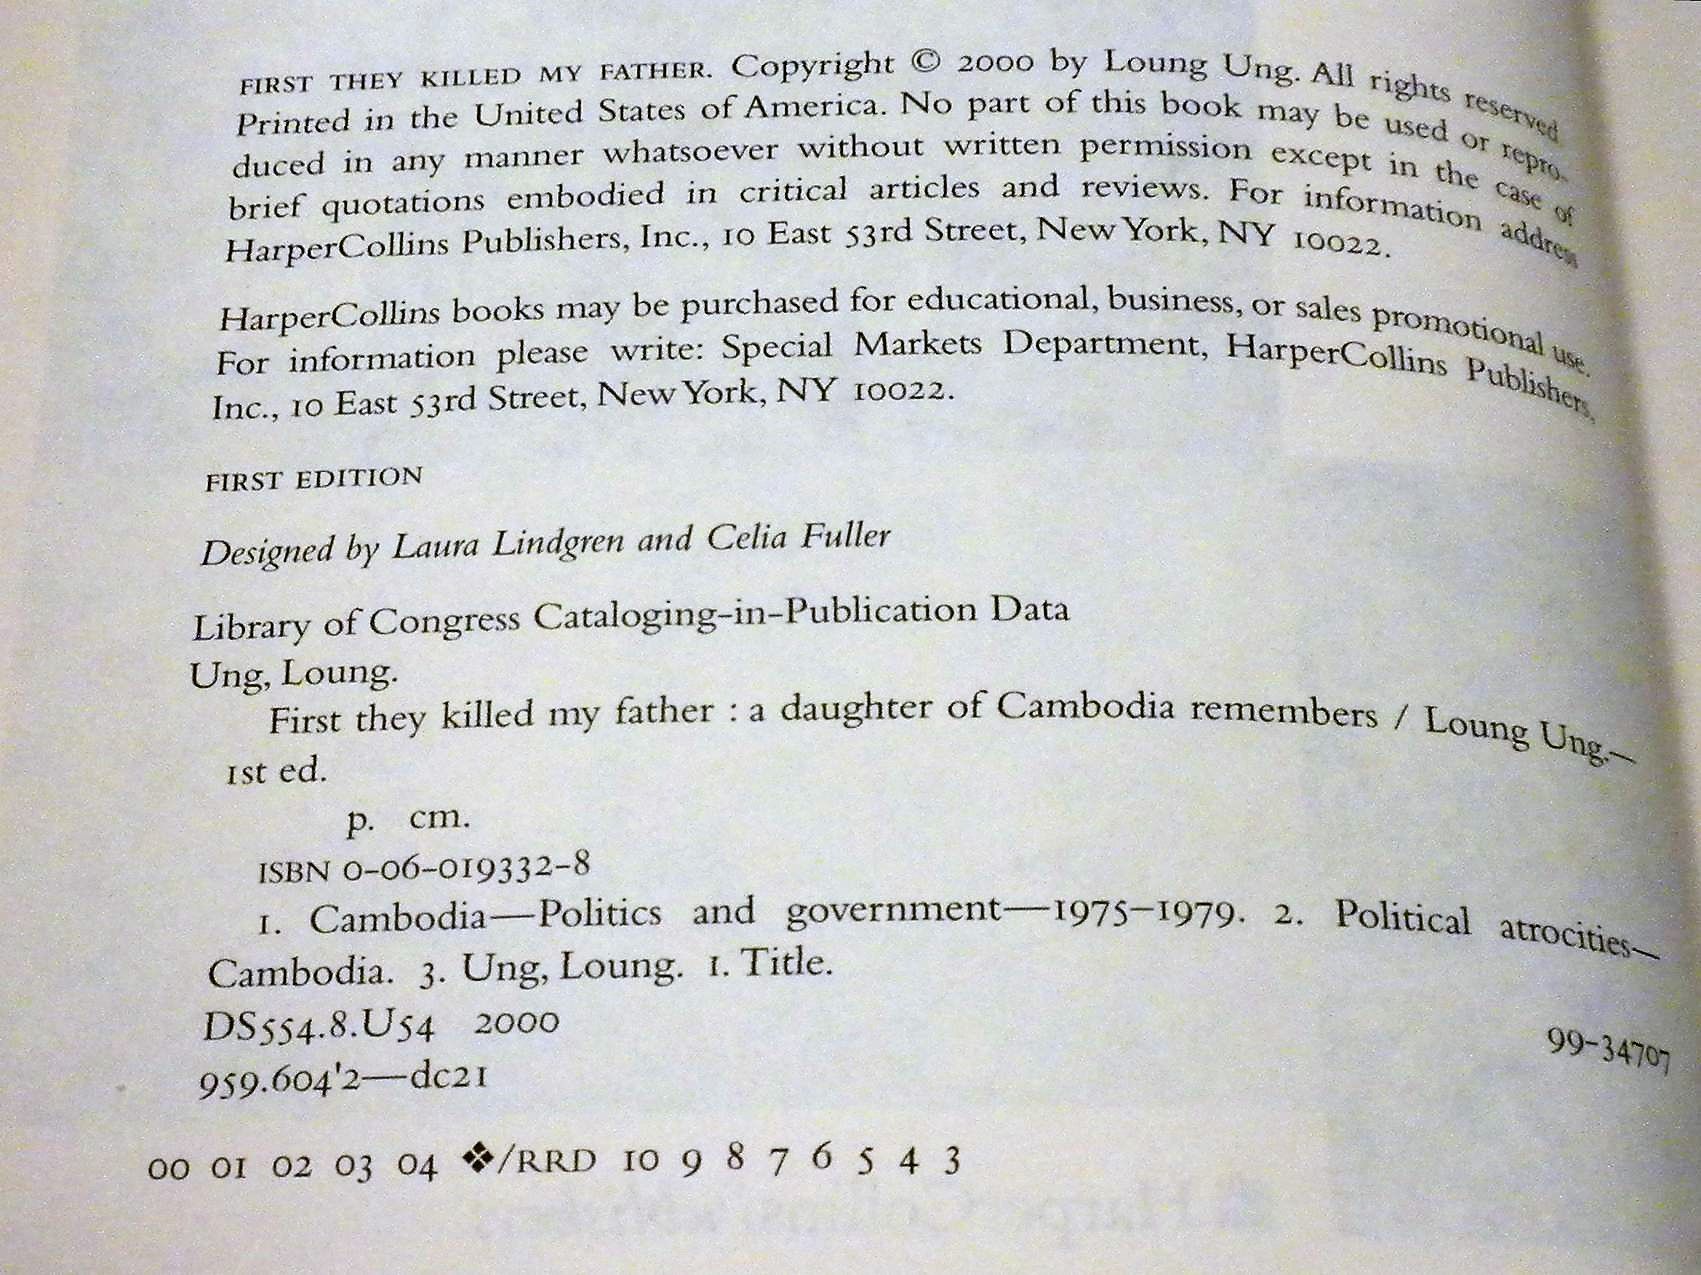 FIRST THEY KILLED MY FATHER. Copyright © 2000 by Loung Ung. All rights reserved
Printed in the United States of America. No part of this book may be used or repro-
duced in any manner whatsoever without written permission except in the case of
brief quotations embodied in critical articles and reviews. For information address
HarperCollins Publishers, Inc., 10 East 53rd Street, New York, NY 10022.
HarperCollins books may be purchased for educational, business, or sales promotional use.
For information please write: Special Markets Department, HarperCollins Publishers,
Inc., 10 East 53rd Street, New York, NY 10022.
FIRST EDITION
Designed by Laura Lindgren and Celia Fuller
Library of Congress Cataloging-in-Publication Data
Ung, Loung.
First they killed my father : a daughter of Cambodia remembers / Loung Ung.—
1st ed.
p. cm.
ISBN 0-06-019332-8
1. Cambodia—Politics and government—1975–1979. 2. Political atrocities—
Cambodia. 3. Ung, Loung. I. Title.
DS554.8.U54 2000
959.604'2—dc21 99-34707
00 01 02 03 04 ❖/RRD 10 9 8 7 6 5 4 3